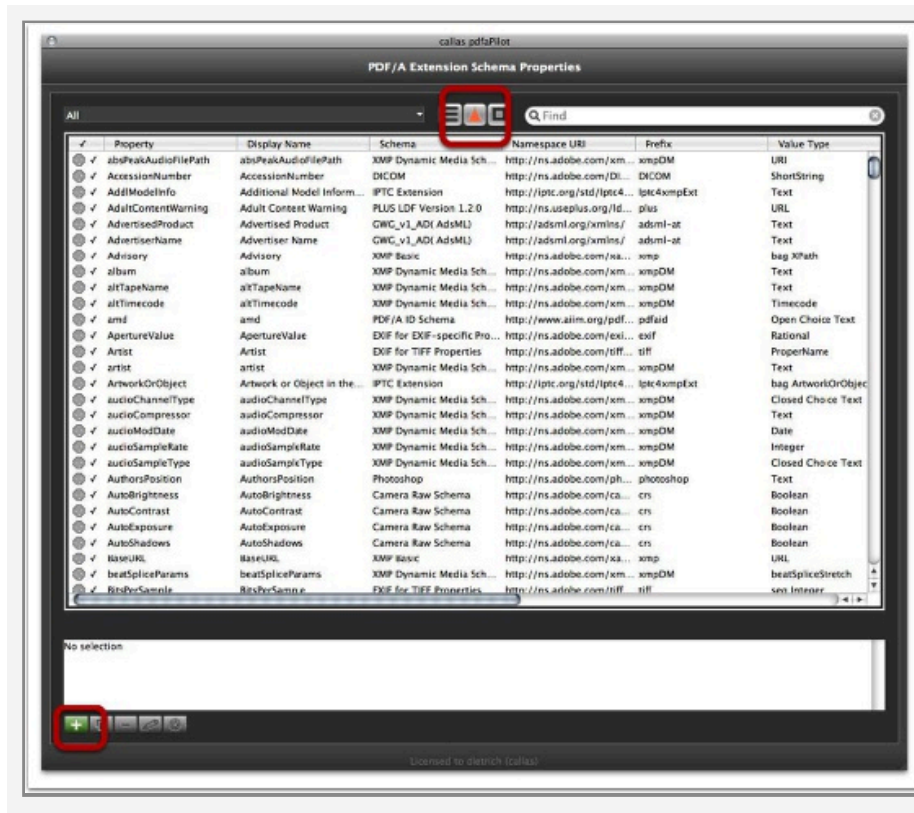 callas pdfaPilot
PDF/A Extension Schema Properties
All Find
✓ Property Display Name Schema Namespace URI Prefix Value Type
✓ absPeakAudioFilePath absPeakAudioFilePath XMP Dynamic Media Sch... http://ns.adobe.com/xm... xmpDM URI
✓ AccessionNumber AccessionNumber DICOM http://ns.adobe.com/DI... DICOM ShortString
✓ AddlModelInfo Additional Model Inform... IPTC Extension http://iptc.org/std/Iptc4... Iptc4xmpExt Text
✓ AdultContentWarning Adult Content Warning PLUS LDF Version 1.2.0 http://ns.useplus.org/ld... plus URL
✓ AdvertisedProduct Advertised Product GWG_v1_AD( AdsML) http://adsml.org/xmlns/ adsml-at Text
✓ AdvertiserName Advertiser Name GWG_v1_AD( AdsML) http://adsml.org/xmlns/ adsml-at Text
✓ Advisory Advisory XMP Basic http://ns.adobe.com/xa... xmp bag XPath
✓ album album XMP Dynamic Media Sch... http://ns.adobe.com/xm... xmpDM Text
✓ altTapeName altTapeName XMP Dynamic Media Sch... http://ns.adobe.com/xm... xmpDM Text
✓ altTimecode altTimecode XMP Dynamic Media Sch... http://ns.adobe.com/xm... xmpDM Timecode
✓ amd amd PDF/A ID Schema http://www.aiim.org/pdf... pdfaid Open Choice Text
✓ ApertureValue ApertureValue EXIF for EXIF-specific Pro... http://ns.adobe.com/exi... exif Rational
✓ Artist Artist EXIF for TIFF Properties http://ns.adobe.com/tiff... tiff ProperName
✓ artist artist XMP Dynamic Media Sch... http://ns.adobe.com/xm... xmpDM Text
✓ ArtworkOrObject Artwork or Object in the... IPTC Extension http://iptc.org/std/Iptc4... Iptc4xmpExt bag ArtworkOrObjec
✓ audioChannelType audioChannelType XMP Dynamic Media Sch... http://ns.adobe.com/xm... xmpDM Closed Choice Text
✓ audioCompressor audioCompressor XMP Dynamic Media Sch... http://ns.adobe.com/xm... xmpDM Text
✓ audioModDate audioModDate XMP Dynamic Media Sch... http://ns.adobe.com/xm... xmpDM Date
✓ audioSampleRate audioSampleRate XMP Dynamic Media Sch... http://ns.adobe.com/xm... xmpDM Integer
✓ audioSampleType audioSampleType XMP Dynamic Media Sch... http://ns.adobe.com/xm... xmpDM Closed Choice Text
✓ AuthorsPosition AuthorsPosition Photoshop http://ns.adobe.com/ph... photoshop Text
✓ AutoBrightness AutoBrightness Camera Raw Schema http://ns.adobe.com/ca... crs Boolean
✓ AutoContrast AutoContrast Camera Raw Schema http://ns.adobe.com/ca... crs Boolean
✓ AutoExposure AutoExposure Camera Raw Schema http://ns.adobe.com/ca... crs Boolean
✓ AutoShadows AutoShadows Camera Raw Schema http://ns.adobe.com/ca... crs Boolean
✓ BaseURL BaseURL XMP Basic http://ns.adobe.com/xa... xmp URL
✓ beatSpliceParams beatSpliceParams XMP Dynamic Media Sch... http://ns.adobe.com/xm... xmpDM beatSpliceStretch
✓ BitsPerSample BitsPerSample EXIF for TIFF Properties http://ns.adobe.com/tiff... tiff seq Integer
No selection
Licensed to dietrich (callas)